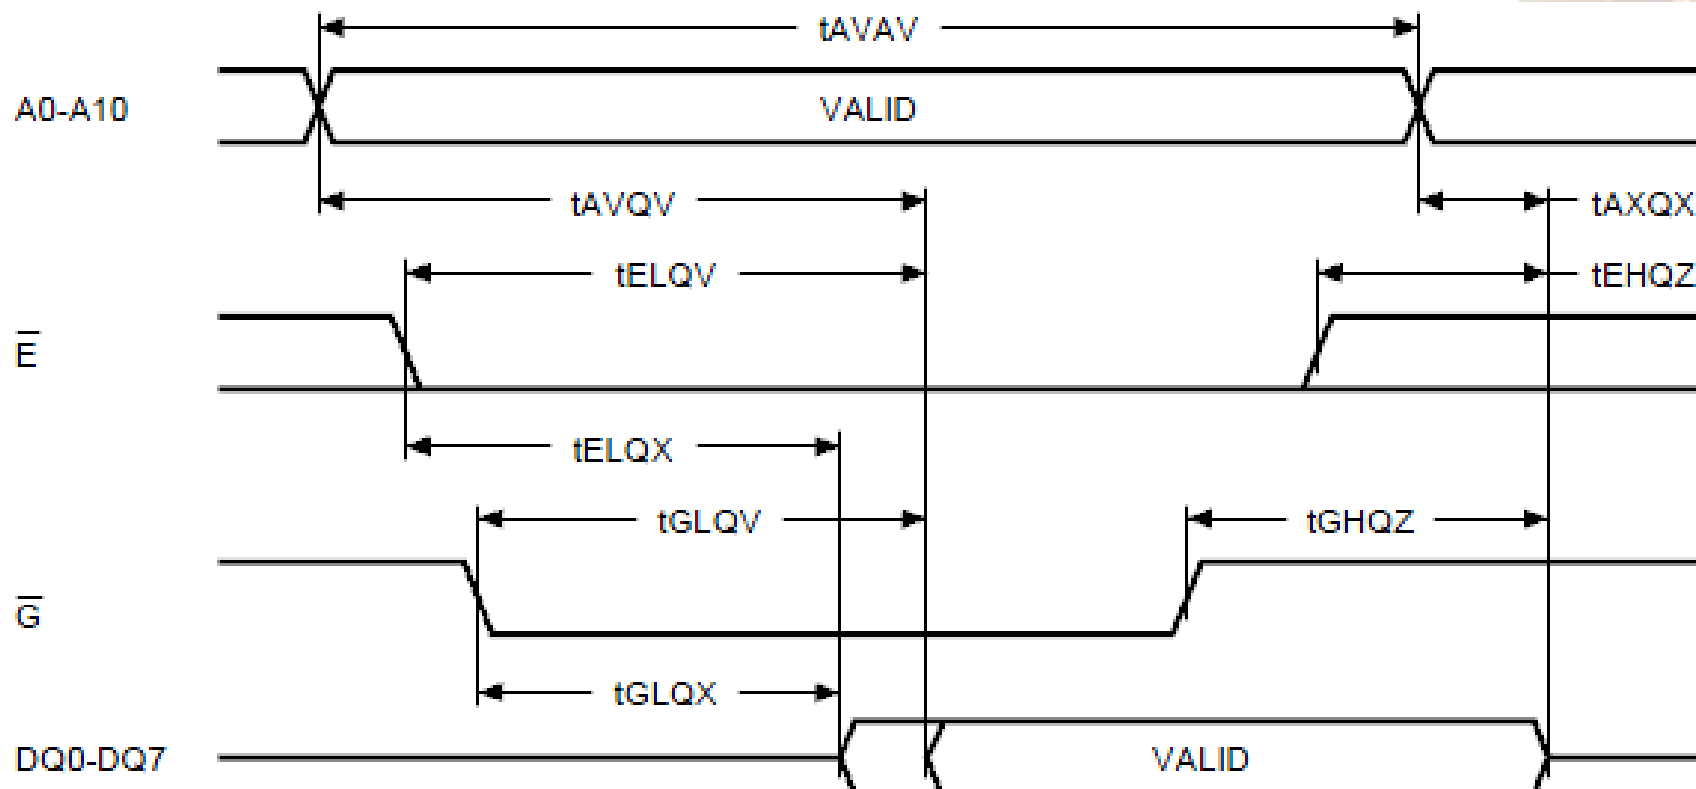 tAVAV
A0-A10
VALID
tAVQV
tAXQX
tELQV
tEHQZ
E̅
tELQX
tGLQV
tGHQZ
G̅
tGLQX
DQ0-DQ7
VALID